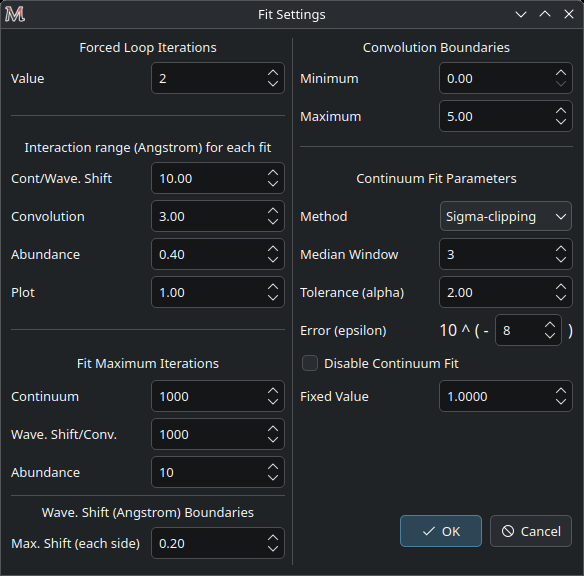 Fit Settings
Forced Loop Iterations
Value 2
Interaction range (Angstrom) for each fit
Cont/Wave. Shift 10.00
Convolution 3.00
Abundance 0.40
Plot 1.00
Fit Maximum Iterations
Continuum 1000
Wave. Shift/Conv. 1000
Abundance 10
Wave. Shift (Angstrom) Boundaries
Max. Shift (each side) 0.20
Convolution Boundaries
Minimum 0.00
Maximum 5.00
Continuum Fit Parameters
Method Sigma-clipping
Median Window 3
Tolerance (alpha) 2.00
Error (epsilon) 10 ^ ( - 8 )
Disable Continuum Fit
Fixed Value 1.0000
OK Cancel